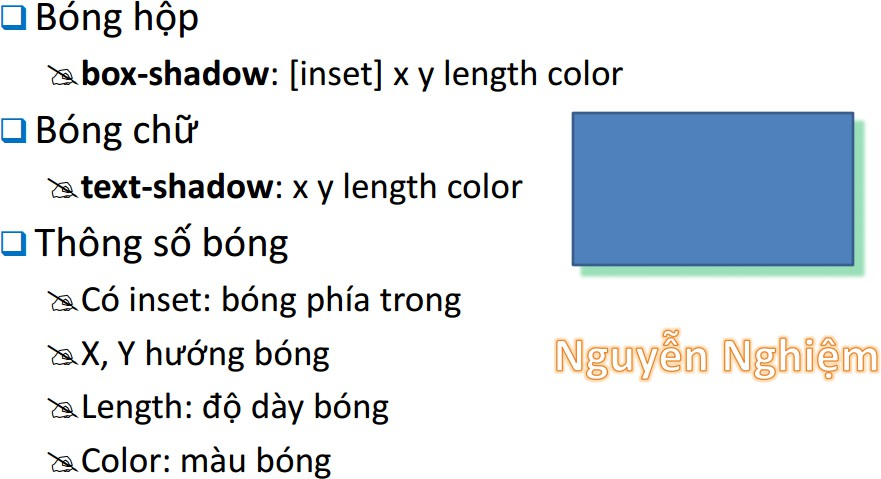 Bóng hộp
box-shadow: [inset] x y length color
Bóng chữ
text-shadow: x y length color
Thông số bóng
Có inset: bóng phía trong
X, Y hướng bóng
Length: độ dày bóng
Color: màu bóng
Nguyễn Nghiệm